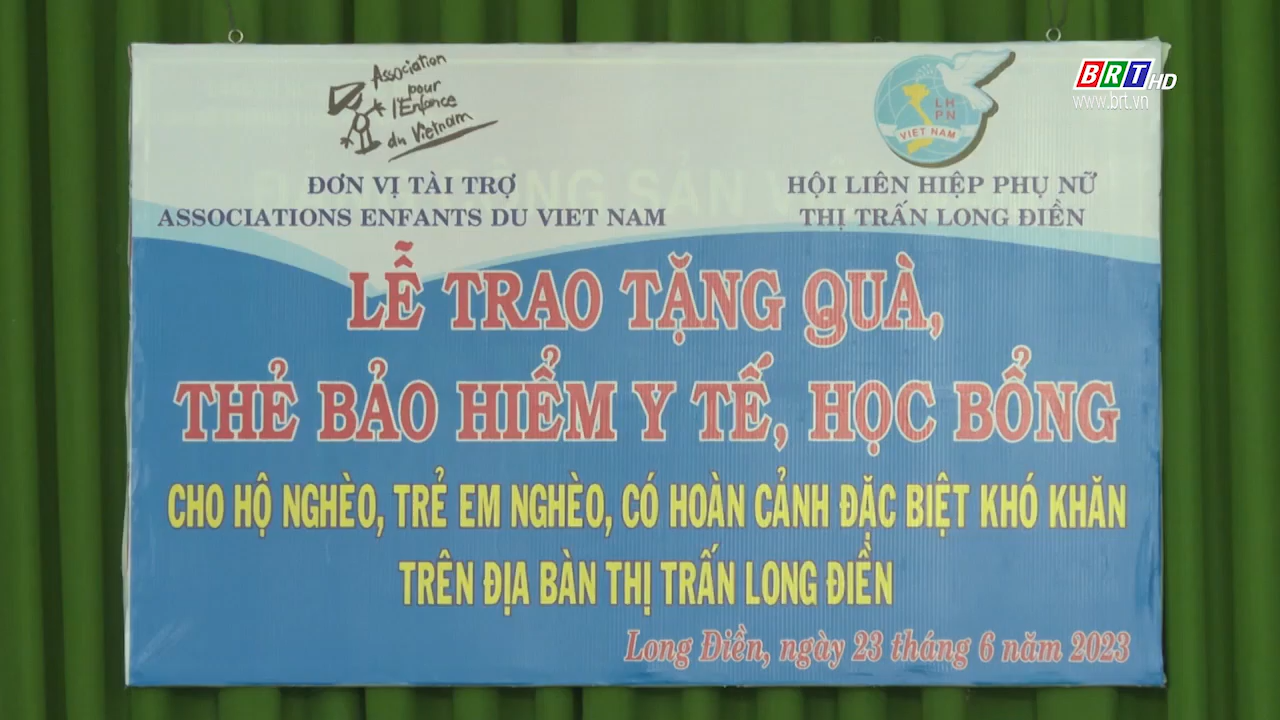 Association
pour
l'Enfance
du Vietnam
LH
PN
VIỆT NAM
BRT HD
www.brt.vn
ĐƠN VỊ TÀI TRỢ
ASSOCIATIONS ENFANTS DU VIET NAM
HỘI LIÊN HIỆP PHỤ NỮ
THỊ TRẤN LONG ĐIỀN
LỄ TRAO TẶNG QUÀ,
THẺ BẢO HIỂM Y TẾ, HỌC BỔNG
CHO HỘ NGHÈO, TRẺ EM NGHÈO, CÓ HOÀN CẢNH ĐẶC BIỆT KHÓ KHĂN
TRÊN ĐỊA BÀN THỊ TRẤN LONG ĐIỀN
Long Điền, ngày 23 tháng 6 năm 2023